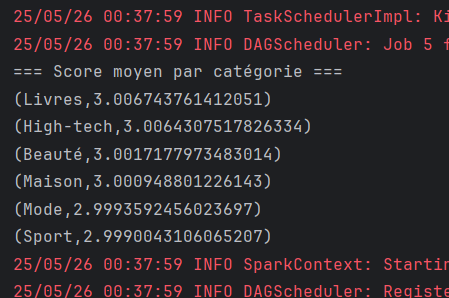 25/05/26 00:37:59 INFO TaskSchedulerImpl: Ki
25/05/26 00:37:59 INFO DAGScheduler: Job 5 f
=== Score moyen par catégorie ===
(Livres,3.006743761412051)
(High-tech,3.0064307517826334)
(Beauté,3.0017177973483014)
(Maison,3.000948801226143)
(Mode,2.9993592456023697)
(Sport,2.9990043106065207)
25/05/26 00:37:59 INFO SparkContext: Startin
25/05/26 00:37:59 INFO DAGScheduler: Registe